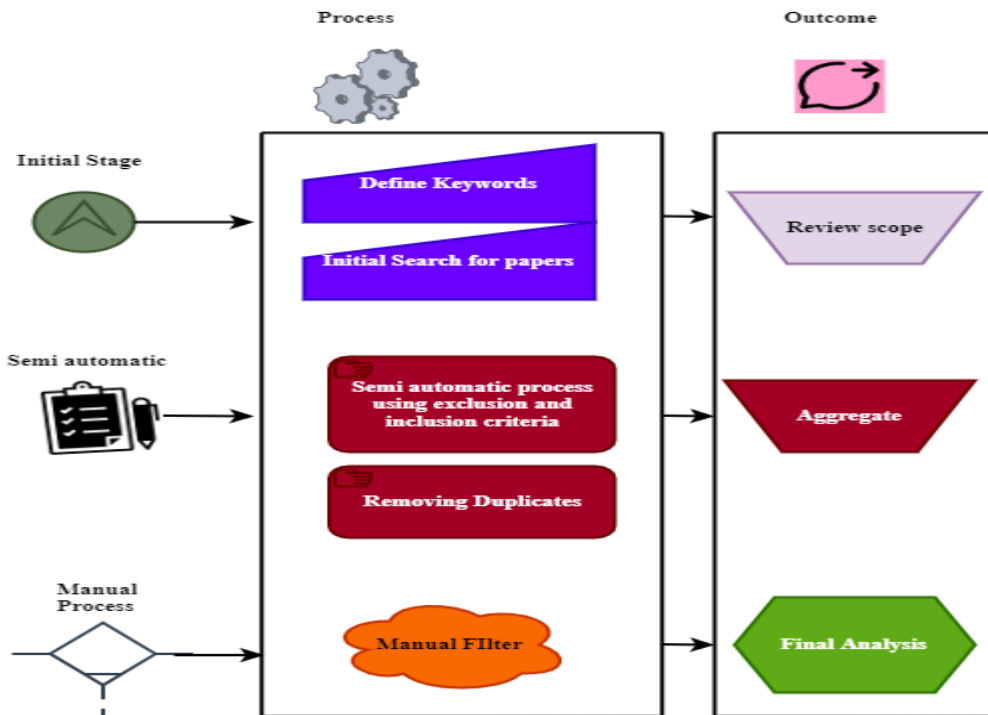 Process
Outcome
Initial Stage
Define Keywords
Initial Search for papers
Review scope
Semi automatic
Semi automatic process
using exclusion and
inclusion criteria
Removing Duplicates
Aggregate
Manual
Process
Manual FIlter
Final Analysis